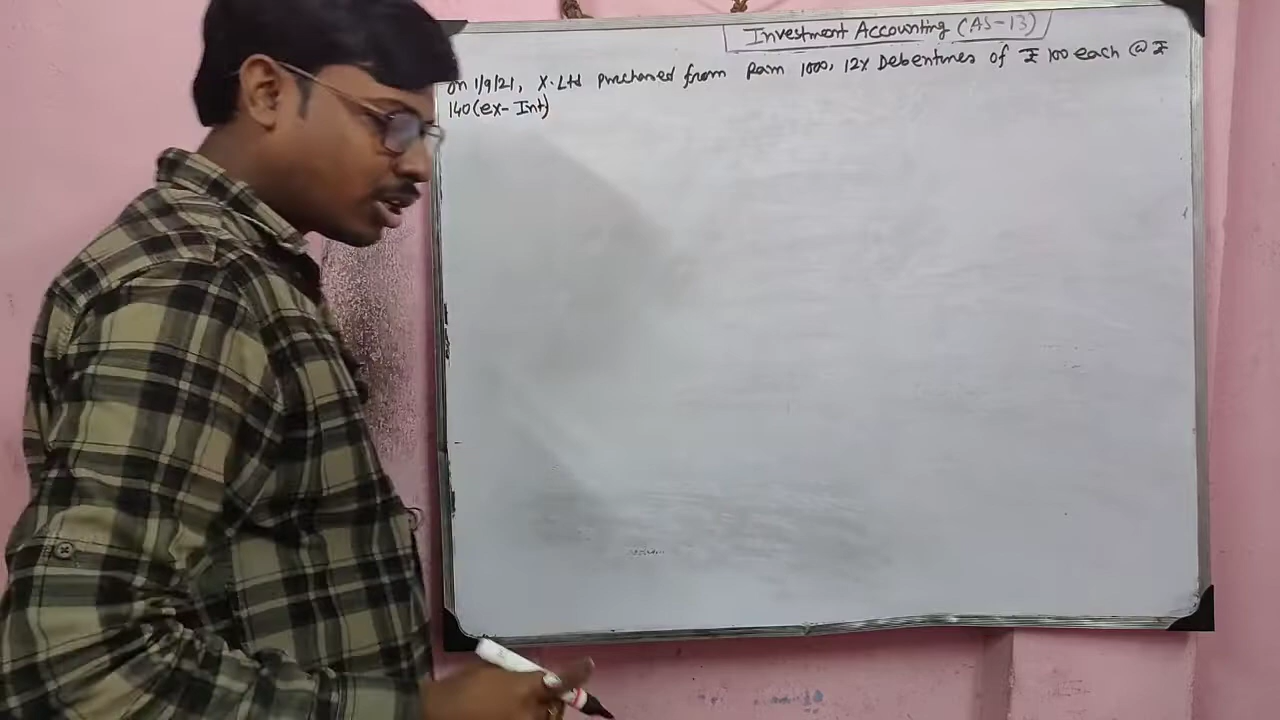 Investment Accounting (AS-13)
on 1/9/21, X.Ltd purchased from Ram 1000, 12% Debentures of ₹ 100 each @ ₹
140 (ex-Int)